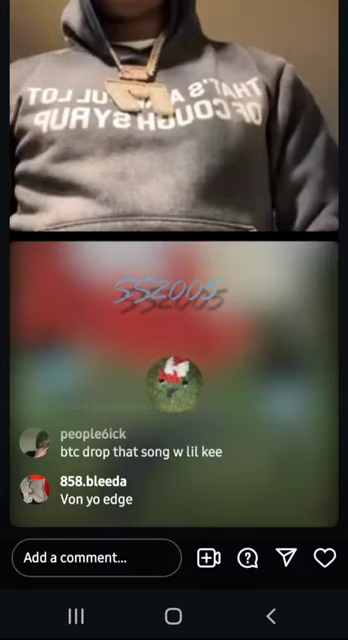 THAT'S A FULL LOT
OF COUGH SYRUP
SS2005
people6ick
btc drop that song w lil kee
858.bleeda
Von yo edge
Add a comment...